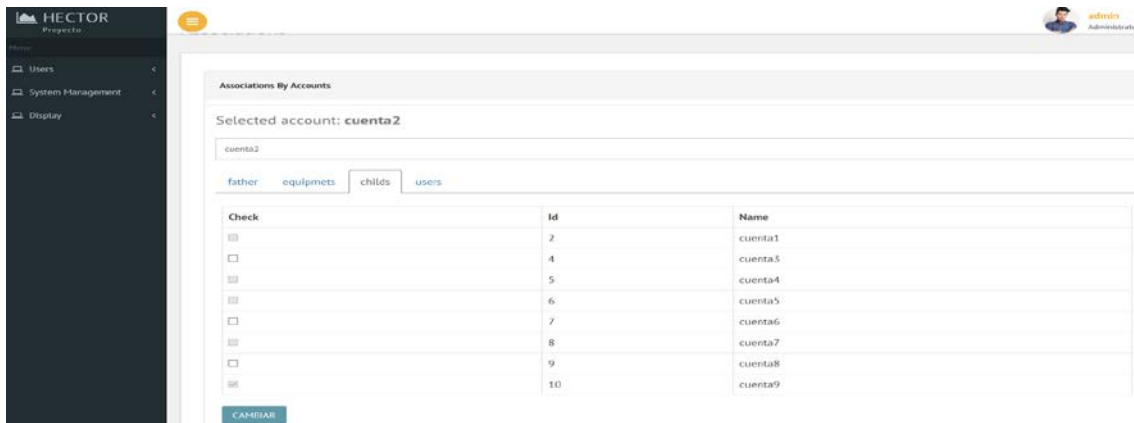 HECTOR
Proyecto
admin
Menu
Users
System Management
Display
Associations By Accounts
Selected account: cuenta2
cuenta2
father equipmets childs users
Check Id Name
2 cuenta1
4 cuenta3
5 cuenta4
6 cuenta5
7 cuenta6
8 cuenta7
9 cuenta8
10 cuenta9
CAMBIAR